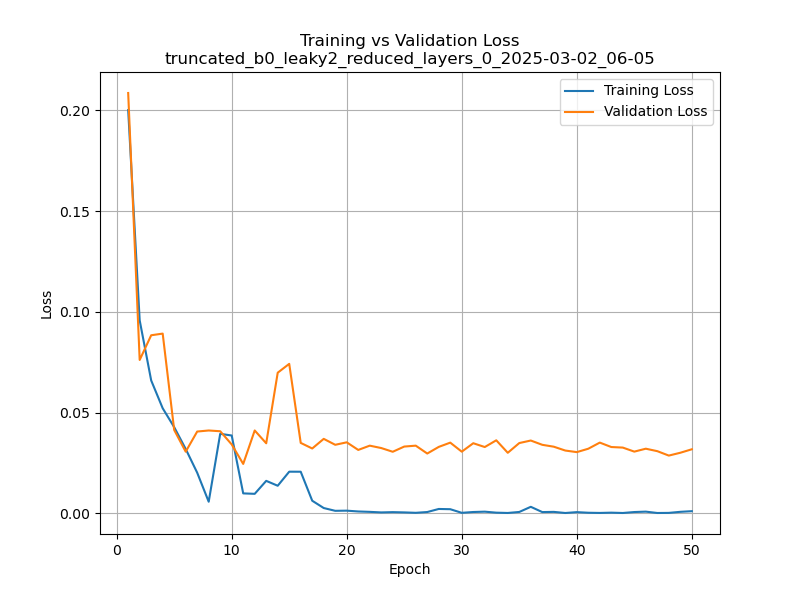 Training vs Validation Loss
truncated_b0_leaky2_reduced_layers_0_2025-03-02_06-05
Training Loss
Validation Loss
0.20
0.15
0.10
0.05
0.00
Loss
0
10
20
30
40
50
Epoch